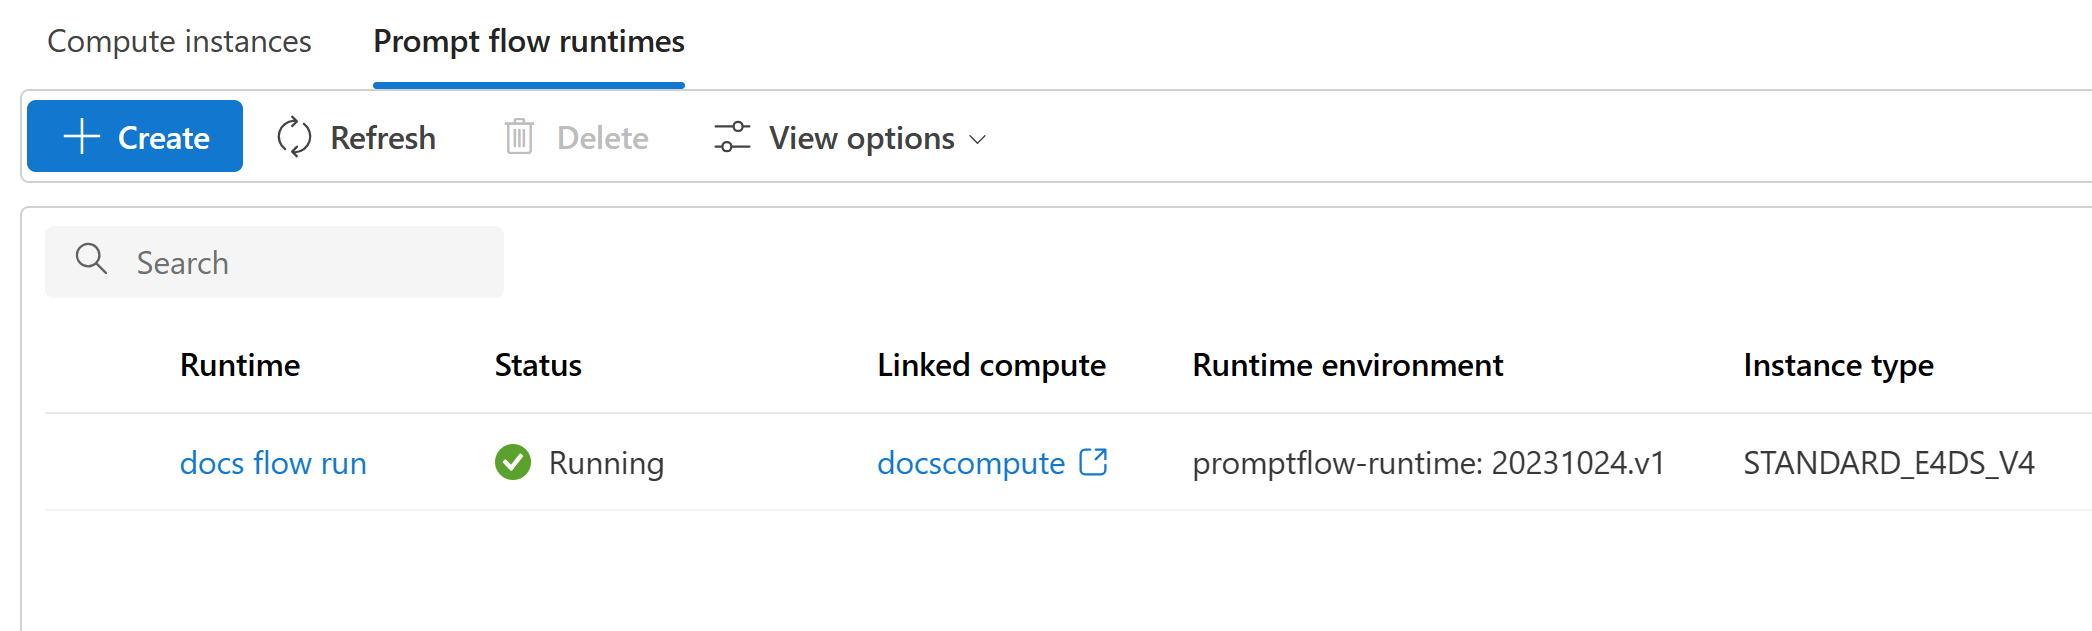 Compute instances Prompt flow runtimes
Create Refresh Delete View options
Search
Runtime Status Linked compute Runtime environment Instance type
docs flow run Running docscompute promptflow-runtime: 20231024.v1 STANDARD_E4DS_V4